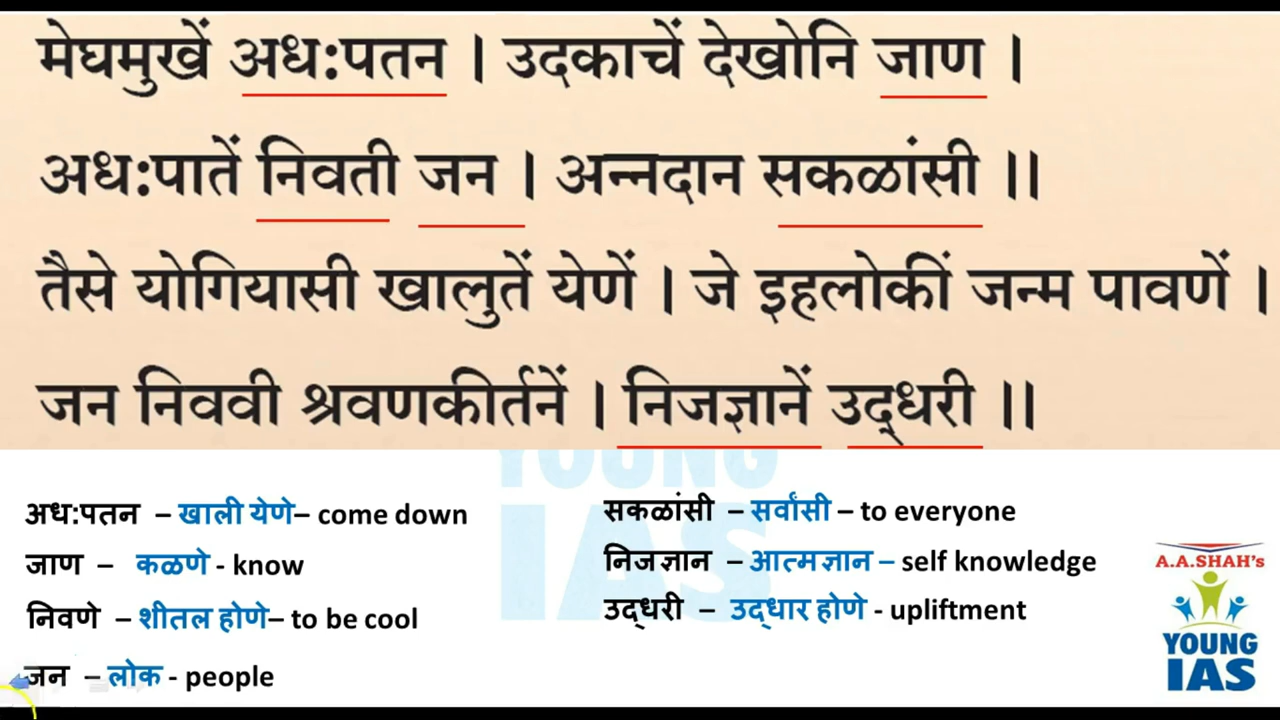 मेघमुखें अध:पतन । उदकाचें देखोनि जाण ।
अध:पातें निवती जन । अन्नदान सकळांसी ।।
तैसे योगियासी खालुतें येणें । जे इहलोकीं जन्म पावणें ।
जन निववी श्रवणकीर्तनें । निजज्ञानें उद्‌धरी ।।
YOUNG
IAS
अध:पतन – खाली येणे– come down
जाण – कळणे - know
निवणे – शीतल होणे– to be cool
जन – लोक - people
सकळांसी – सर्वांसी – to everyone
निजज्ञान – आत्मज्ञान – self knowledge
उद्‌धरी – उद्‌धार होणे - upliftment
A.A.SHAH's
YOUNG
IAS